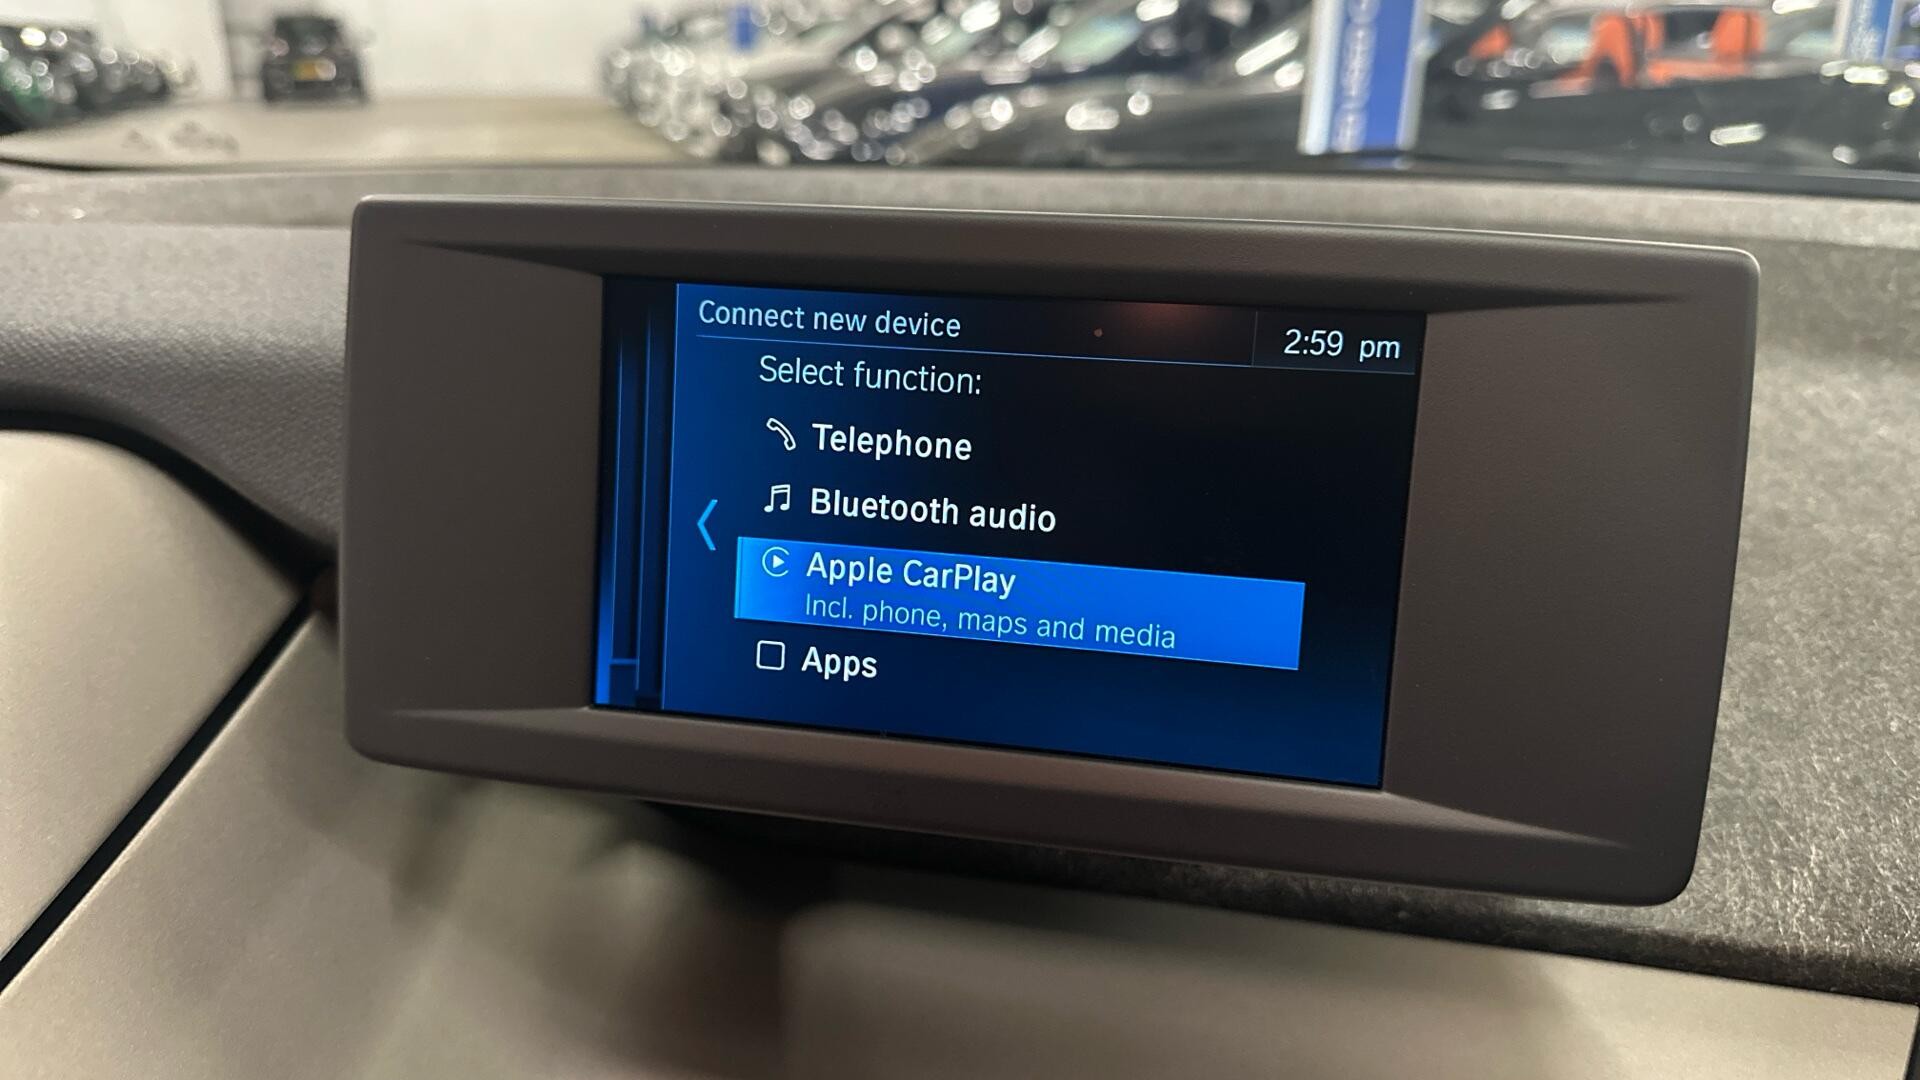 Connect new device
2:59 pm
Select function:
Telephone
Bluetooth audio
Apple CarPlay
Incl. phone, maps and media
Apps